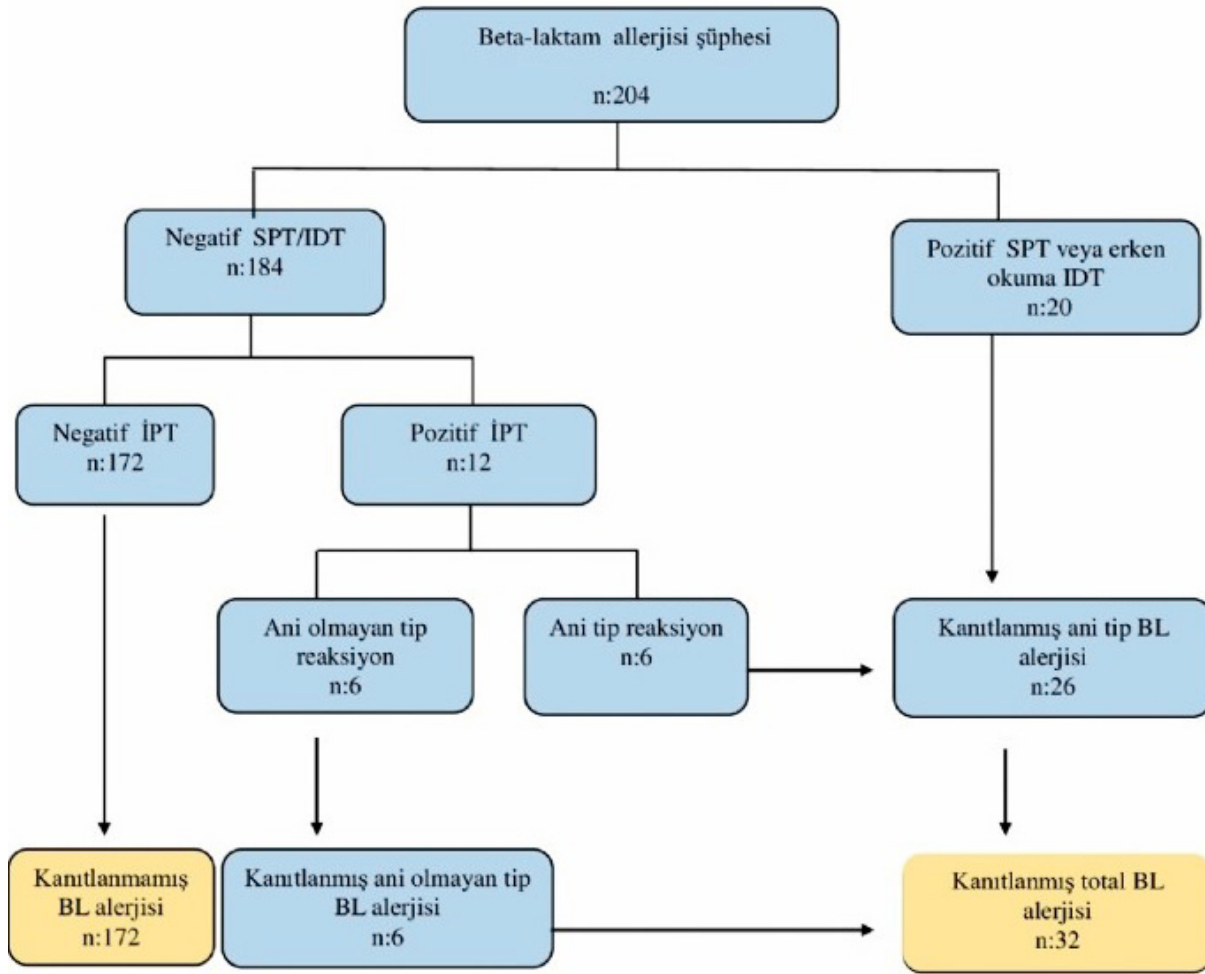 Beta-laktam allerjisi şüphesi
n:204
Negatif SPT/IDT
n:184
Pozitif SPT veya erken
okuma IDT
n:20
Negatif İPT
n:172
Pozitif İPT
n:12
Ani olmayan tip
reaksiyon
n:6
Ani tip reaksiyon
n:6
Kanıtlanmış ani tip BL
alerjisi
n:26
Kanıtlanmamış
BL alerjisi
n:172
Kanıtlanmış ani olmayan tip
BL alerjisi
n:6
Kanıtlanmış total BL
alerjisi
n:32